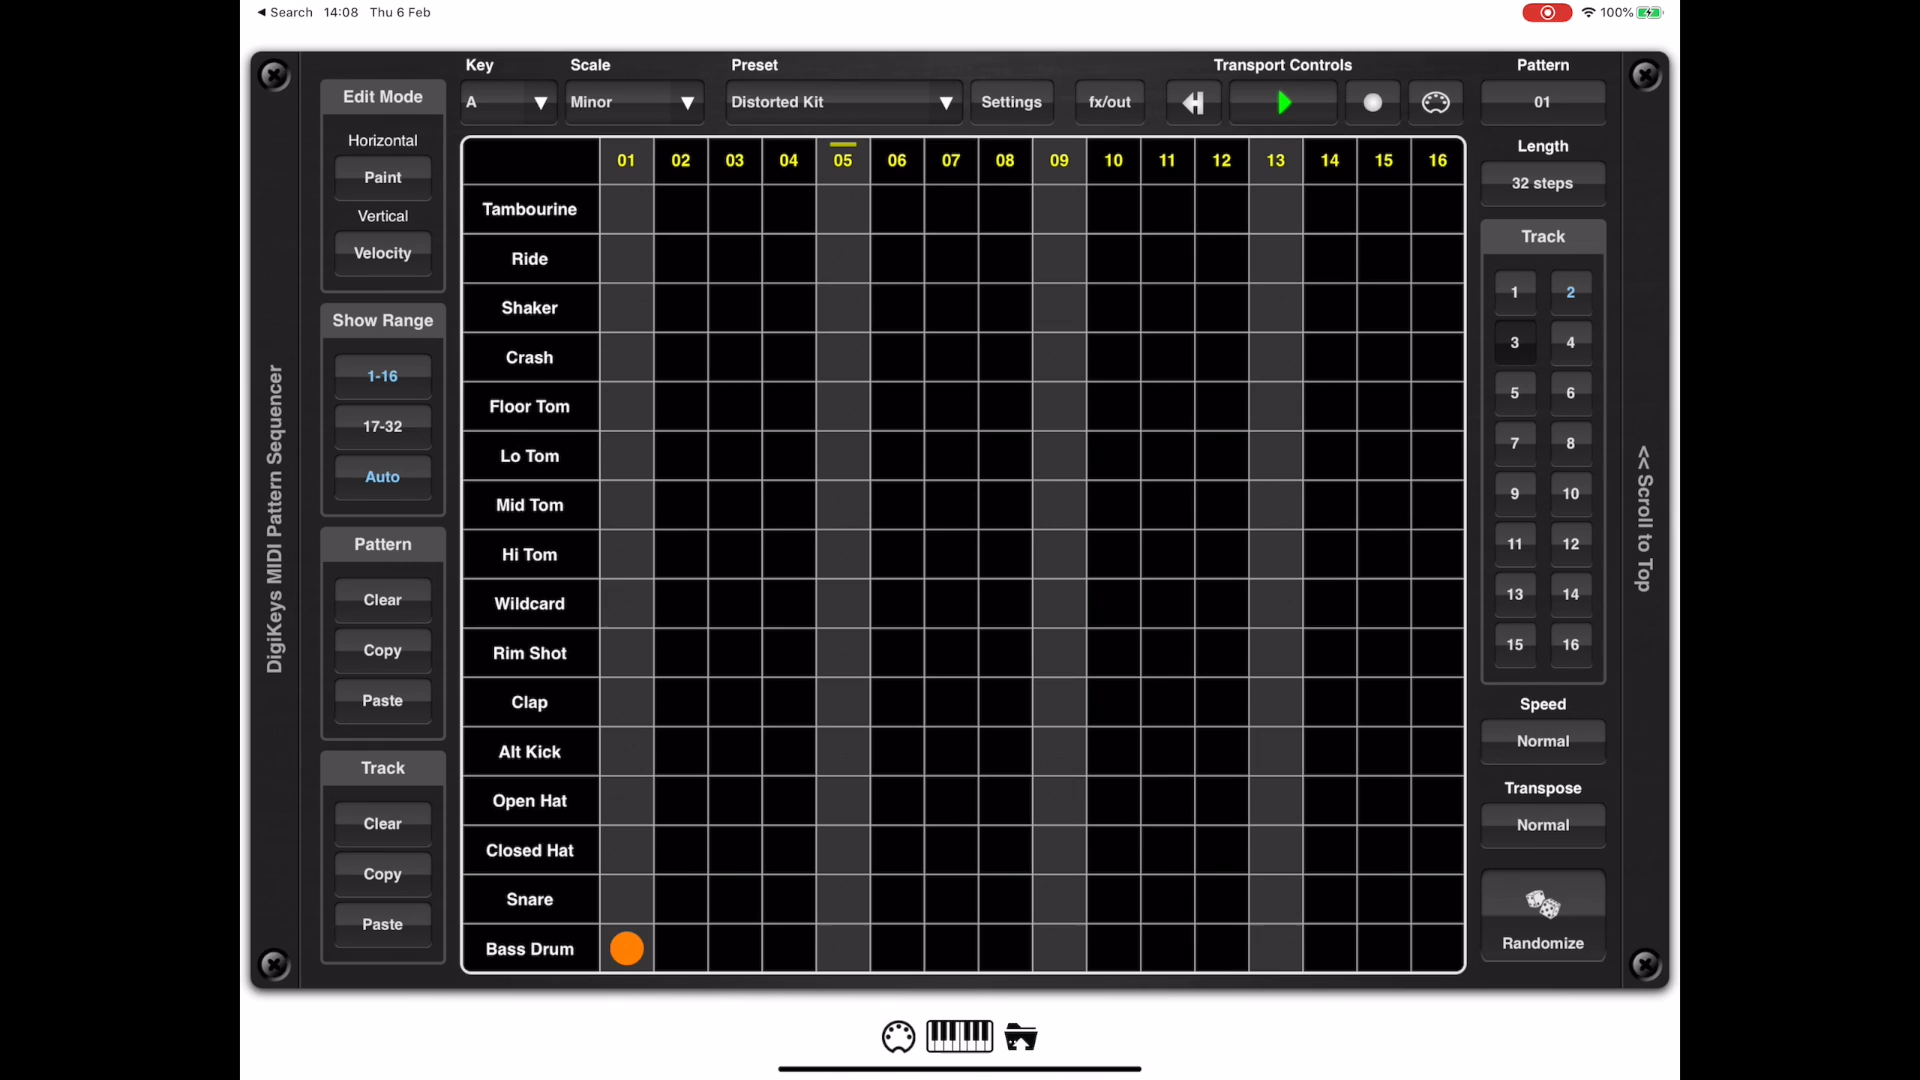 Search 14:08 Thu 6 Feb
100%
Key
Scale
Preset
Transport Controls
Pattern
A
Minor
Distorted Kit
Settings
fx/out
01
Edit Mode
Horizontal
Paint
Vertical
Velocity
Show Range
1-16
17-32
Auto
Pattern
Clear
Copy
Paste
Track
Clear
Copy
Paste
DigiKeys MIDI Pattern Sequencer
01 02 03 04 05 06 07 08 09 10 11 12 13 14 15 16
Tambourine
Ride
Shaker
Crash
Floor Tom
Lo Tom
Mid Tom
Hi Tom
Wildcard
Rim Shot
Clap
Alt Kick
Open Hat
Closed Hat
Snare
Bass Drum
Length
32 steps
Track
1 2
3 4
5 6
7 8
9 10
11 12
13 14
15 16
Speed
Normal
Transpose
Normal
Randomize
<< Scroll to Top